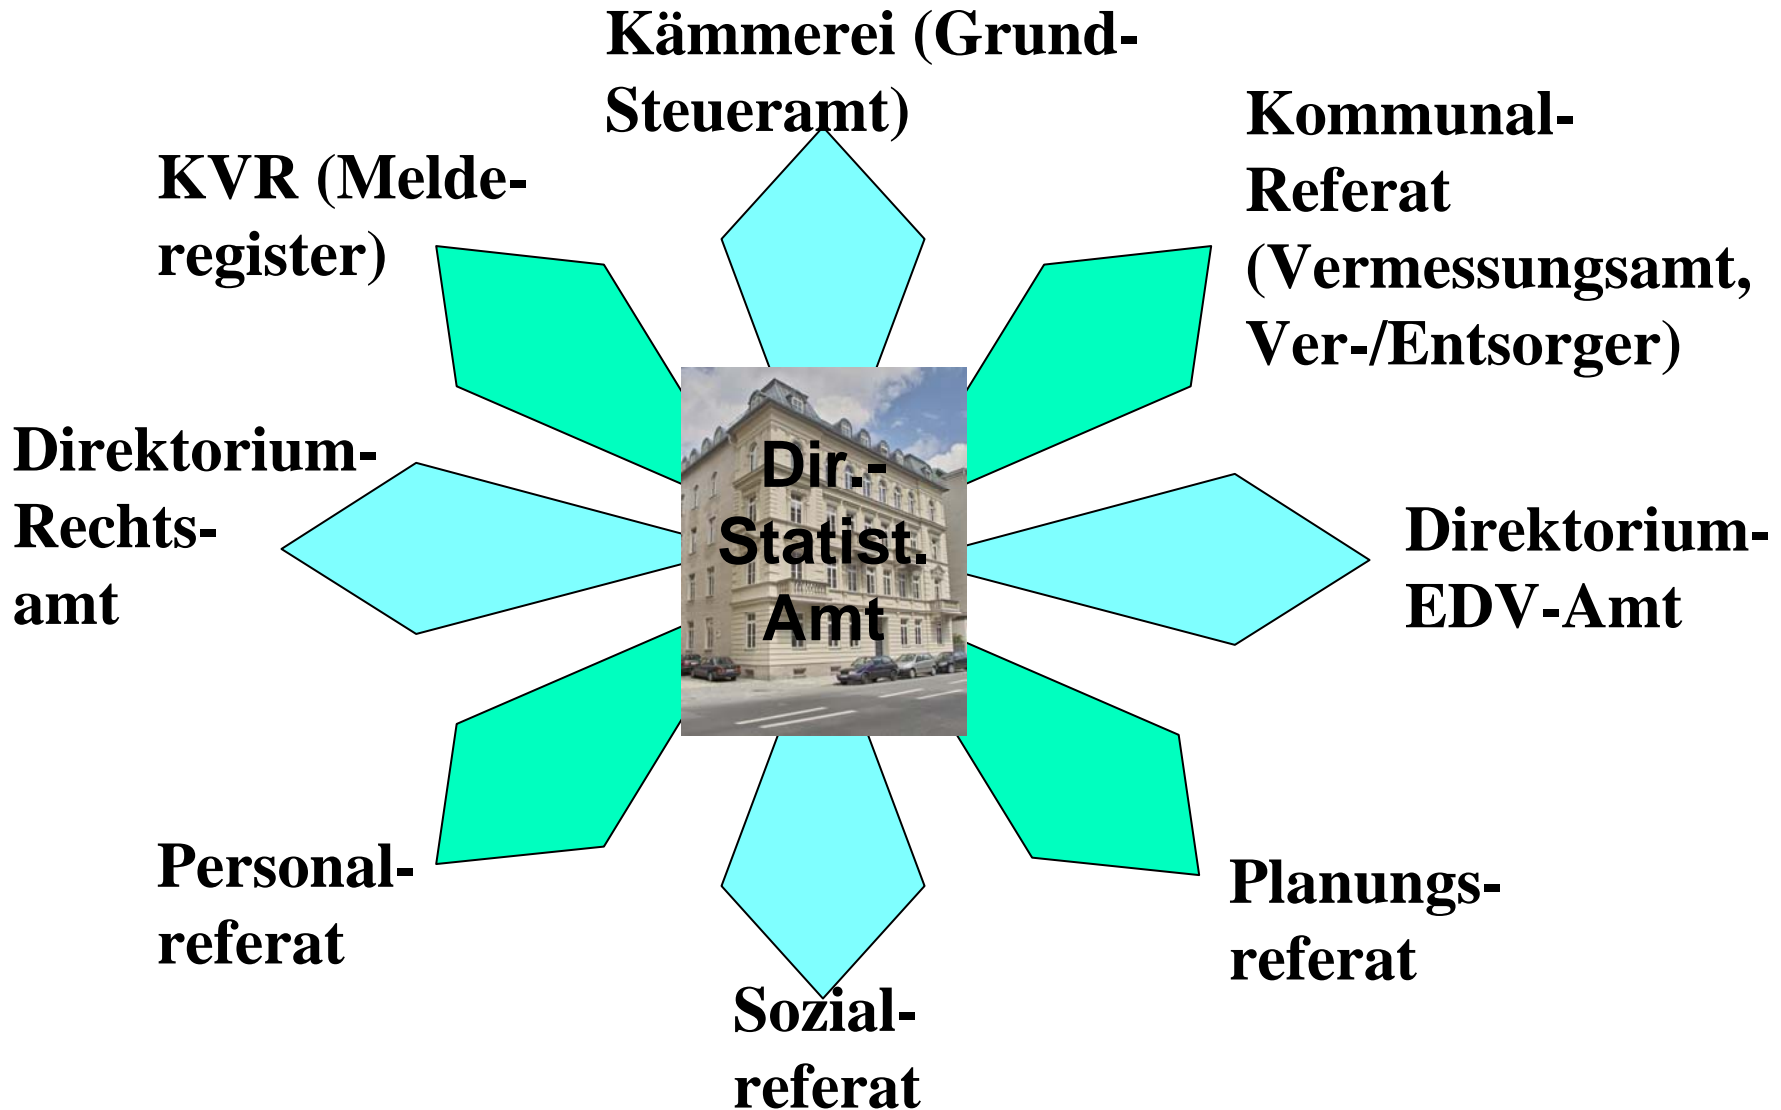 Kämmerei (Grund-
Steueramt)
Kommunal-
Referat
(Vermessungsamt,
Ver-/Entsorger)
KVR (Melde-
register)
Direktorium-
Rechts-
amt
Dir.-
Statist.
Amt
Direktorium-
EDV-Amt
Personal-
referat
Planungs-
referat
Sozial-
referat